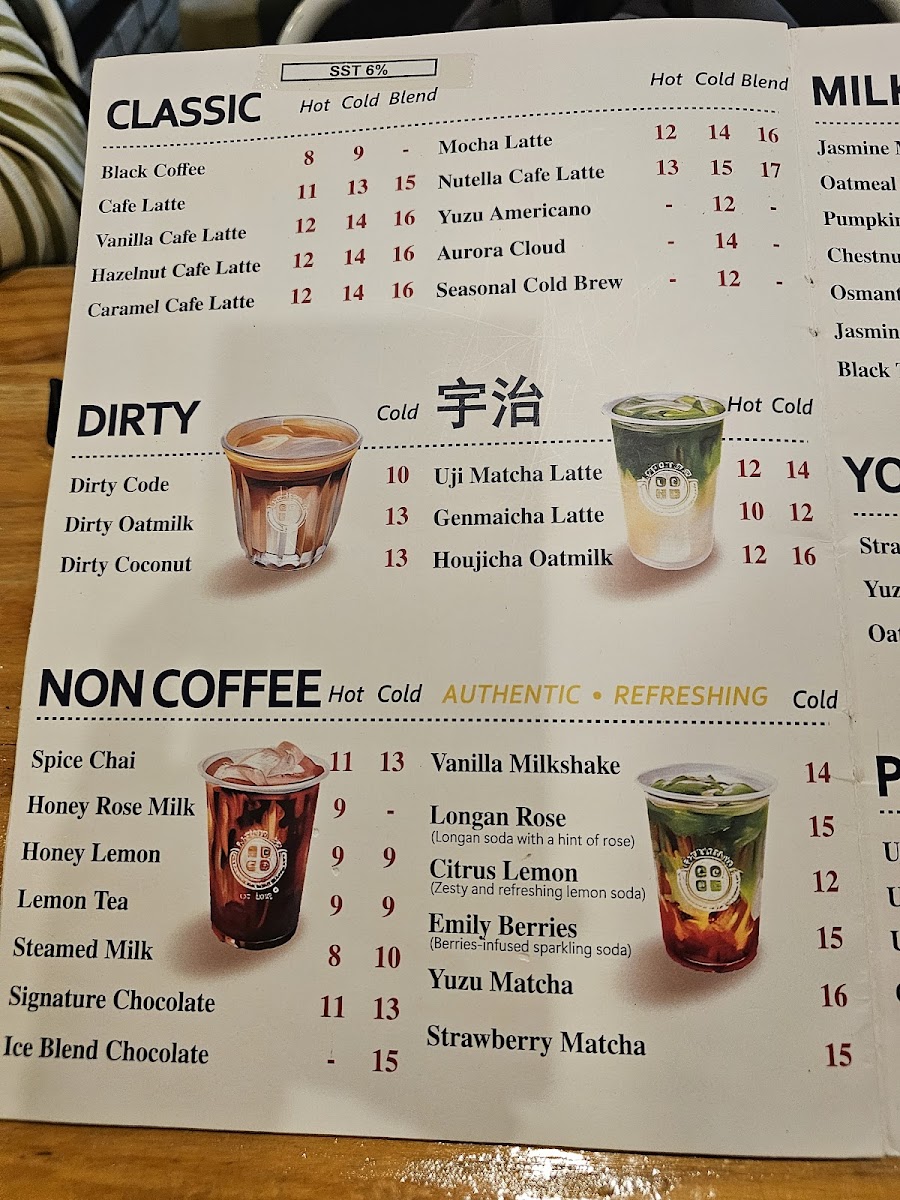 SST 6%
CLASSIC Hot Cold Blend
Black Coffee 8 9 -
Cafe Latte 11 13 15
Vanilla Cafe Latte 12 14 16
Hazelnut Cafe Latte 12 14 16
Caramel Cafe Latte 12 14 16
Hot Cold Blend
Mocha Latte 12 14 16
Nutella Cafe Latte 13 15 17
Yuzu Americano - 12 -
Aurora Cloud - 14 -
Seasonal Cold Brew - 12 -
DIRTY Cold
Dirty Code 10
Dirty Oatmilk 13
Dirty Coconut 13
宇治 Hot Cold
Uji Matcha Latte 12 14
Genmaicha Latte 10 12
Houjicha Oatmilk 12 16
NON COFFEE Hot Cold
Spice Chai 11 13
Honey Rose Milk 9 -
Honey Lemon 9 9
Lemon Tea 9 9
Steamed Milk 8 10
Signature Chocolate 11 13
Ice Blend Chocolate - 15
AUTHENTIC • REFRESHING Cold
Vanilla Milkshake 14
Longan Rose 15
(Longan soda with a hint of rose)
Citrus Lemon 12
(Zesty and refreshing lemon soda)
Emily Berries 15
(Berries-infused sparkling soda)
Yuzu Matcha 16
Strawberry Matcha 15
Jasmine
Oatmeal
Black